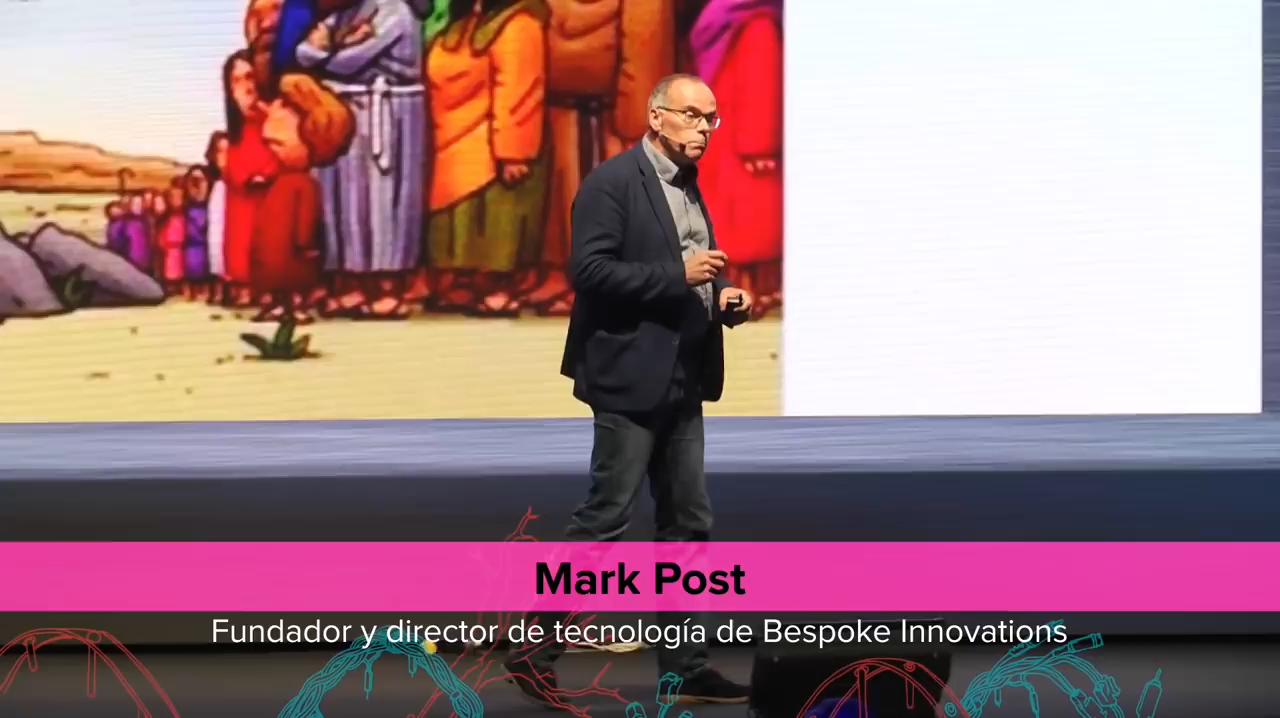 Mark Post
Fundador y director de tecnología de Bespoke Innovations